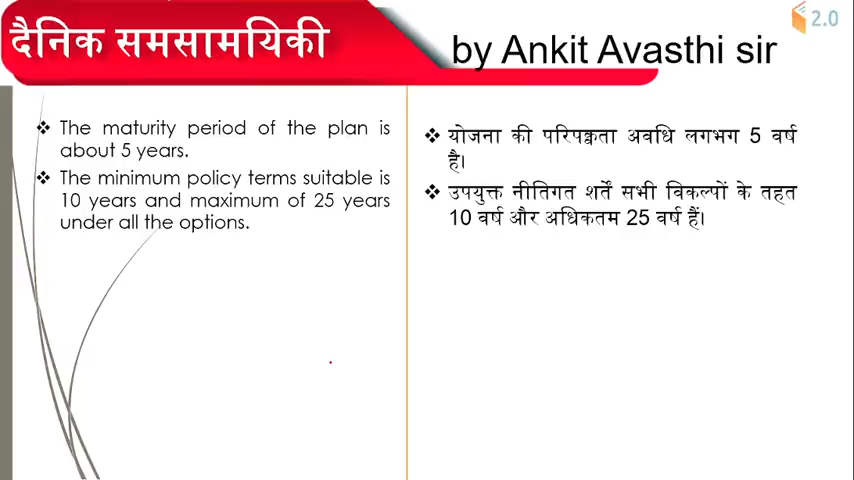 दैनिक समसामयिकी
by Ankit Avasthi sir
2.0
❖ The maturity period of the plan is
about 5 years.
❖ The minimum policy terms suitable is
10 years and maximum of 25 years
under all the options.
❖ योजना की परिपक्वता अवधि लगभग 5 वर्ष
है।
❖ उपयुक्त नीतिगत शर्तें सभी विकल्पों के तहत
10 वर्ष और अधिकतम 25 वर्ष हैं।